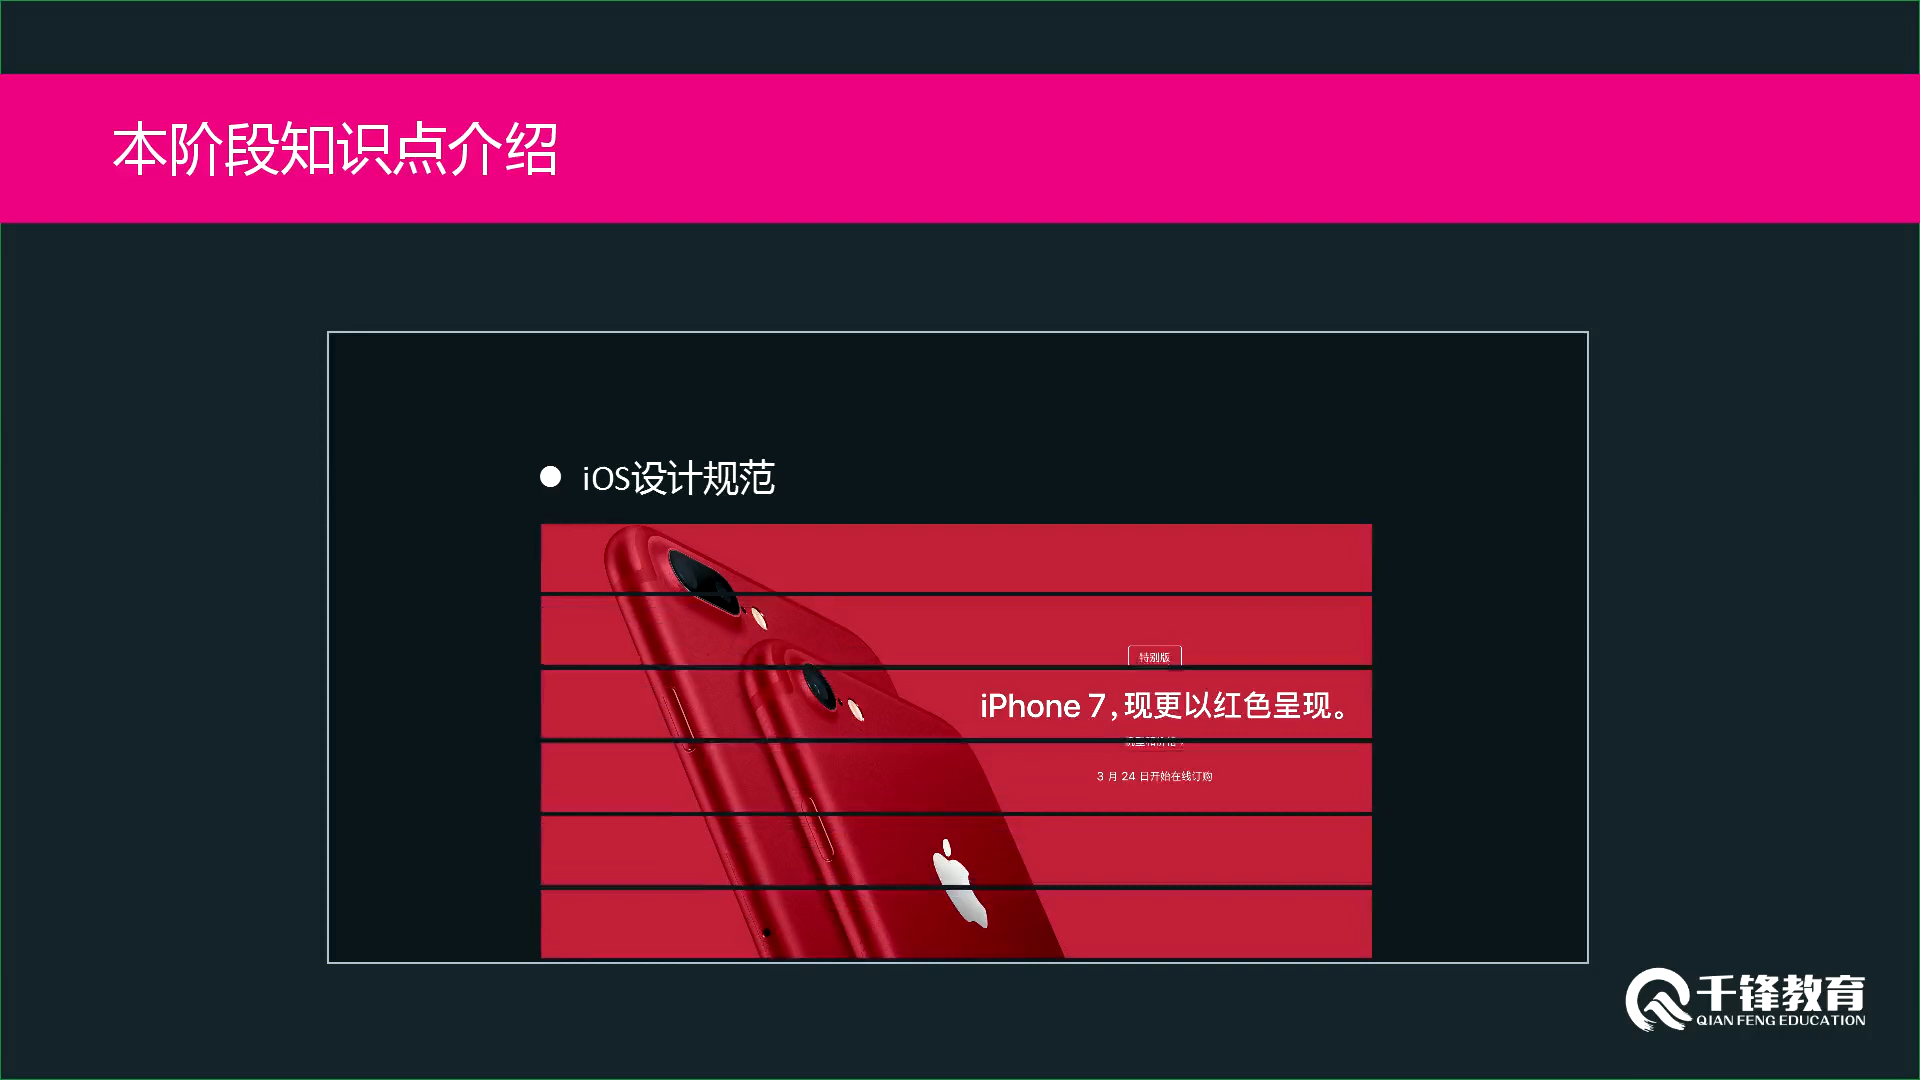 本阶段知识点介绍
iOS设计规范
特别版
iPhone 7，现更以红色呈现。
3 月 24 日开始在线订购
千锋教育
QIAN FENG EDUCATION